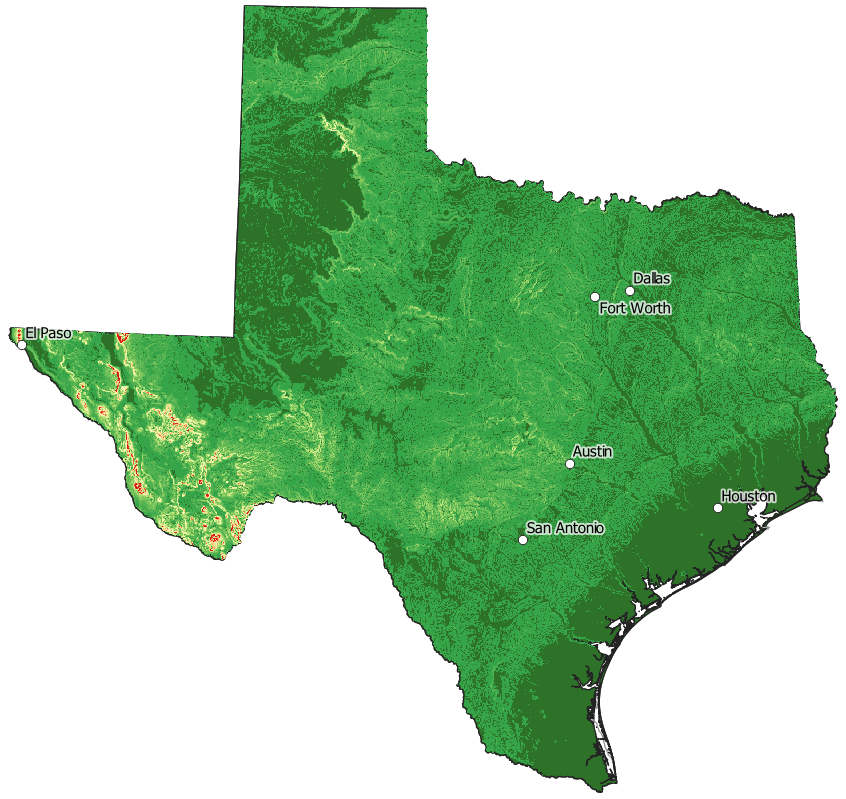 Dallas
Fort Worth
El Paso
Austin
Houston
San Antonio